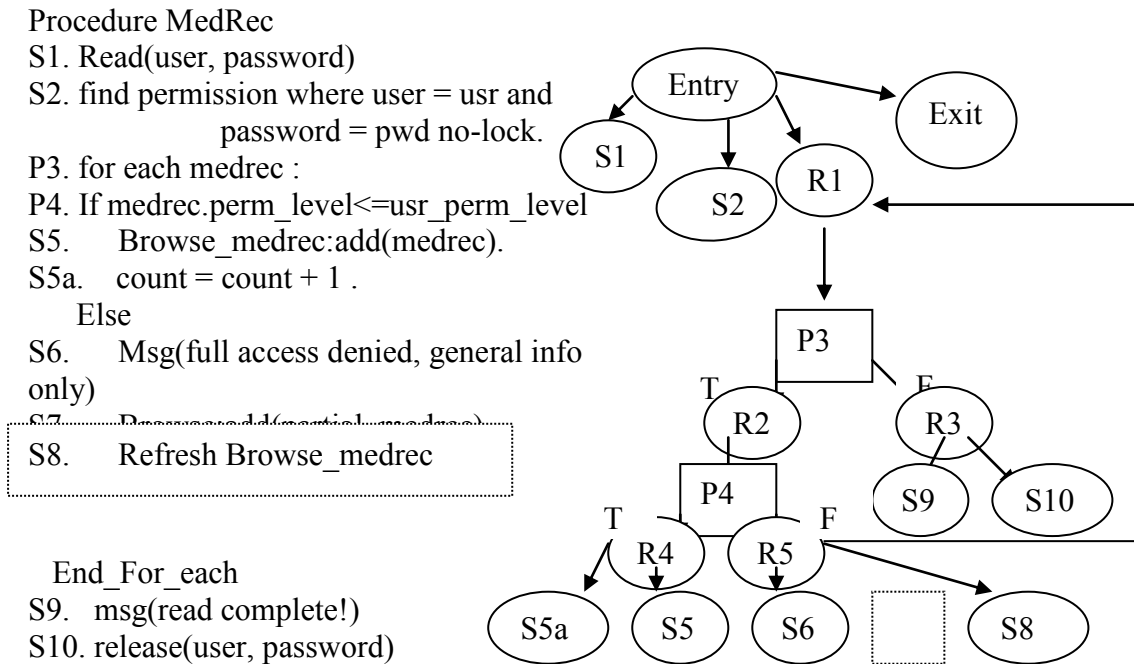 Procedure MedRec
S1. Read(user, password)
S2. find permission where user = usr and
password = pwd no-lock.
P3. for each medrec :
P4. If medrec.perm_level<=usr_perm_level
S5. Browse_medrec:add(medrec).
S5a. count = count + 1 .
Else
S6. Msg(full access denied, general info
only)
S8. Refresh Browse_medrec
End_For_each
S9. msg(read complete!)
S10. release(user, password)
Entry
Exit
S1
S2
R1
P3
T
F
R2
R3
P4
S9
S10
T
F
R4
R5
S5a
S5
S6
S8